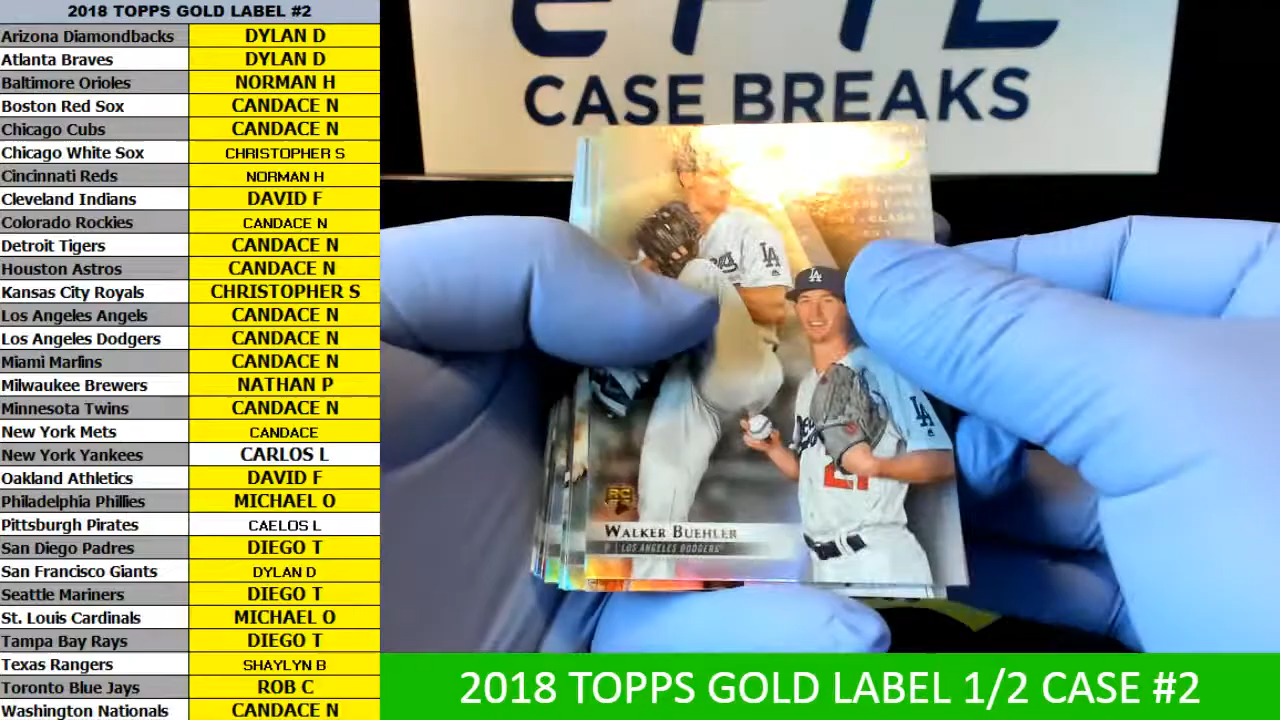 2018 TOPPS GOLD LABEL #2
Arizona Diamondbacks DYLAN D
Atlanta Braves DYLAN D
Baltimore Orioles NORMAN H
Boston Red Sox CANDACE N
Chicago Cubs CANDACE N
Chicago White Sox CHRISTOPHER S
Cincinnati Reds NORMAN H
Cleveland Indians DAVID F
Colorado Rockies CANDACE N
Detroit Tigers CANDACE N
Houston Astros CANDACE N
Kansas City Royals CHRISTOPHER S
Los Angeles Angels CANDACE N
Los Angeles Dodgers CANDACE N
Miami Marlins CANDACE N
Milwaukee Brewers NATHAN P
Minnesota Twins CANDACE N
New York Mets CANDACE
New York Yankees CARLOS L
Oakland Athletics DAVID F
Philadelphia Phillies MICHAEL O
Pittsburgh Pirates CAELOS L
San Diego Padres DIEGO T
San Francisco Giants DYLAN D
Seattle Mariners DIEGO T
St. Louis Cardinals MICHAEL O
Tampa Bay Rays DIEGO T
Texas Rangers SHAYLYN B
Toronto Blue Jays ROB C
Washington Nationals CANDACE N
CASE BREAKS
LA
LA
LA
RC
WALKER BUEHLER
P | LOS ANGELES DODGERS
2018 TOPPS GOLD LABEL 1/2 CASE #2